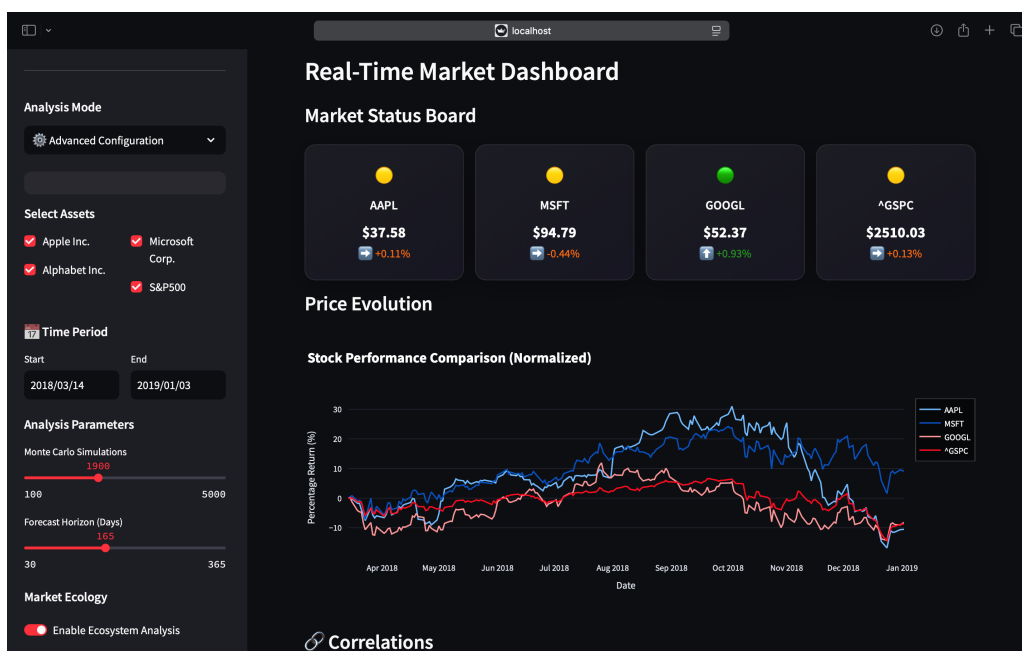 localhost
Analysis Mode
Advanced Configuration
Select Assets
Apple Inc.
Microsoft
Corp.
Alphabet Inc.
S&P500
17 Time Period
Start
End
2018/03/14
2019/01/03
Analysis Parameters
Monte Carlo Simulations
1900
100
5000
Forecast Horizon (Days)
165
30
365
Market Ecology
Enable Ecosystem Analysis
Real-Time Market Dashboard
Market Status Board
AAPL
$37.58
+0.11%
MSFT
$94.79
-0.44%
GOOGL
$52.37
+0.93%
^GSPC
$2510.03
+0.13%
Price Evolution
Stock Performance Comparison (Normalized)
Percentage Return (%)
30
20
10
0
−10
Apr 2018
May 2018
Jun 2018
Jul 2018
Aug 2018
Sep 2018
Oct 2018
Nov 2018
Dec 2018
Jan 2019
Date
AAPL
MSFT
GOOGL
^GSPC
Correlations